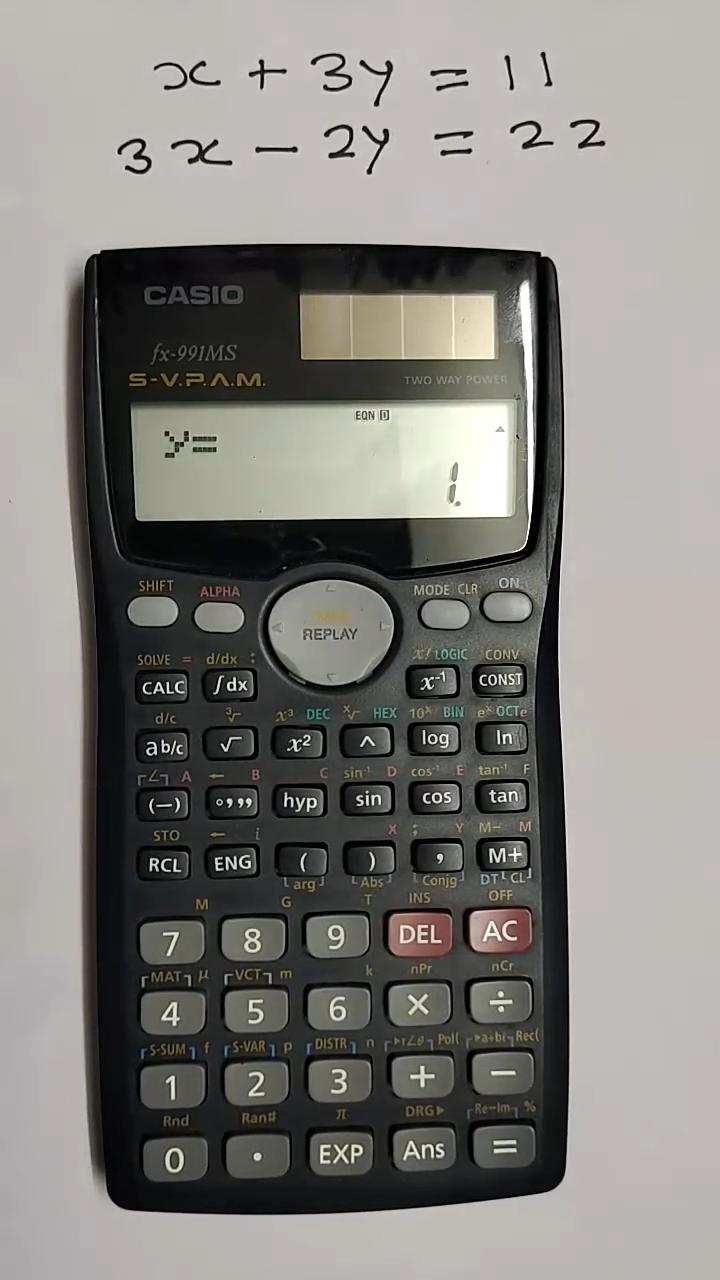 x + 3y = 11
3x - 2y = 22
CASIO
fx-991MS
S-V.P.A.M.
TWO WAY POWER
EQN D
y=
1.
SHIFT ALPHA MODE CLR ON
REPLAY
SOLVE = d/dx : x! LOGIC CONV
CALC ∫dx x⁻¹ CONST
d/c ³√ x³ DEC ˣ√ HEX 10ˣ BIN eˣ OCT e
ab/c √ x² ^ log ln
∠ A ← B C sin⁻¹ D cos⁻¹ E tan⁻¹ F
(—) °,,, hyp sin cos tan
STO ← i X ; Y M− M
RCL ENG ( ) , M+
arg Abs Conjg DT CL
M G T INS OFF
7 8 9 DEL AC
MAT µ VCT m k nPr nCr
4 5 6 × ÷
S-SUM f S-VAR p DISTR n ▸r∠θ Pol( ▸a+bi Rec(
1 2 3 + −
Rnd Ran# π DRG▸ Re↔Im %
0 . EXP Ans =